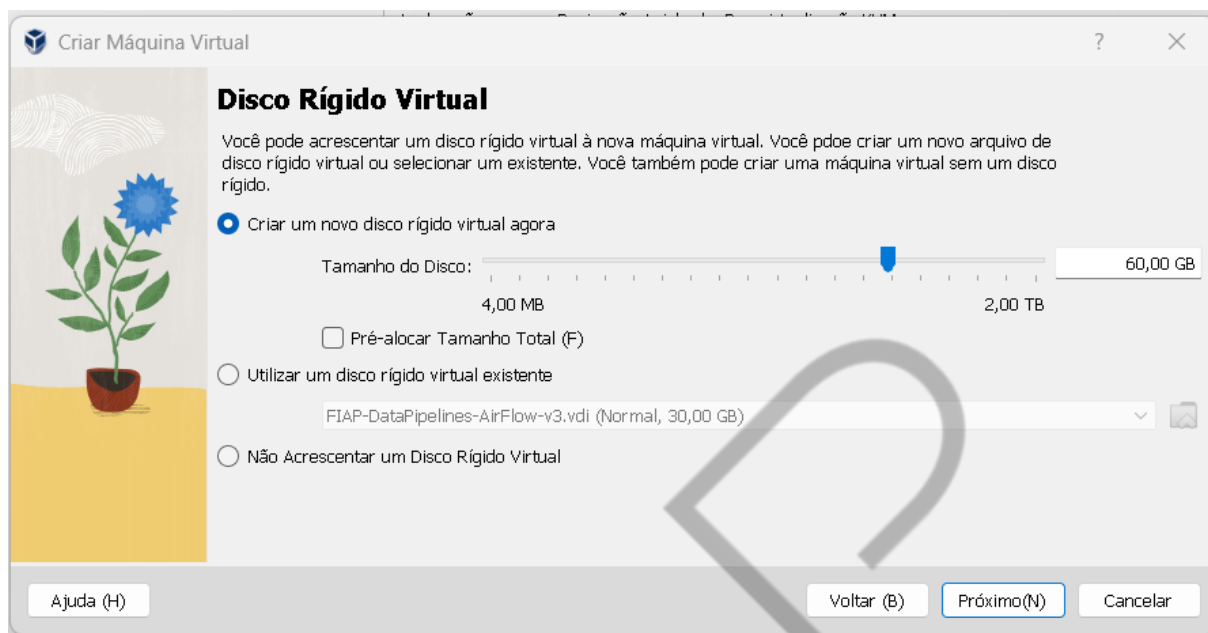 Criar Máquina Virtual
?
Disco Rígido Virtual
Você pode acrescentar um disco rígido virtual à nova máquina virtual. Você pdoe criar um novo arquivo de
disco rígido virtual ou selecionar um existente. Você também pode criar uma máquina virtual sem um disco
rígido.
Criar um novo disco rígido virtual agora
Tamanho do Disco:
60,00 GB
4,00 MB
2,00 TB
Pré-alocar Tamanho Total (F)
Utilizar um disco rígido virtual existente
FIAP-DataPipelines-AirFlow-v3.vdi (Normal, 30,00 GB)
Não Acrescentar um Disco Rígido Virtual
Ajuda (H)
Voltar (B)
Próximo(N)
Cancelar